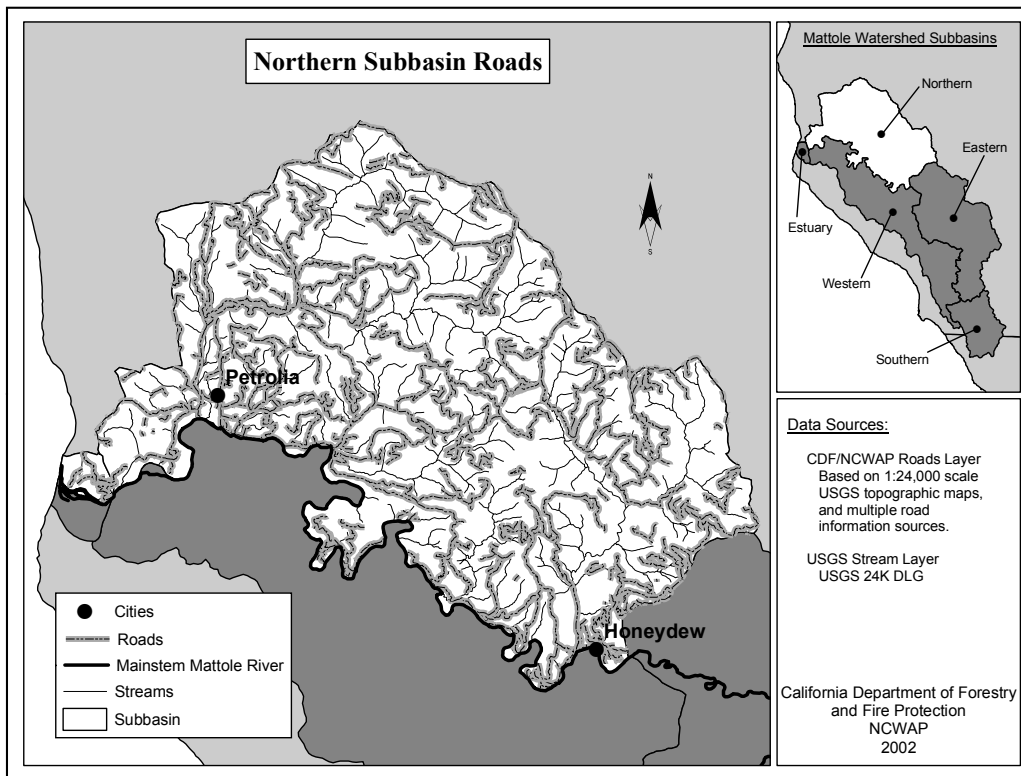 Northern Subbasin Roads
N
S
Petrolia
Honeydew
Cities
Roads
Mainstem Mattole River
Streams
Subbasin
Mattole Watershed Subbasins
Northern
Eastern
Estuary
Western
Southern
Data Sources:
CDF/NCWAP Roads Layer
Based on 1:24,000 scale
USGS topographic maps,
and multiple road
information sources.
USGS Stream Layer
USGS 24K DLG
California Department of Forestry
and Fire Protection
NCWAP
2002